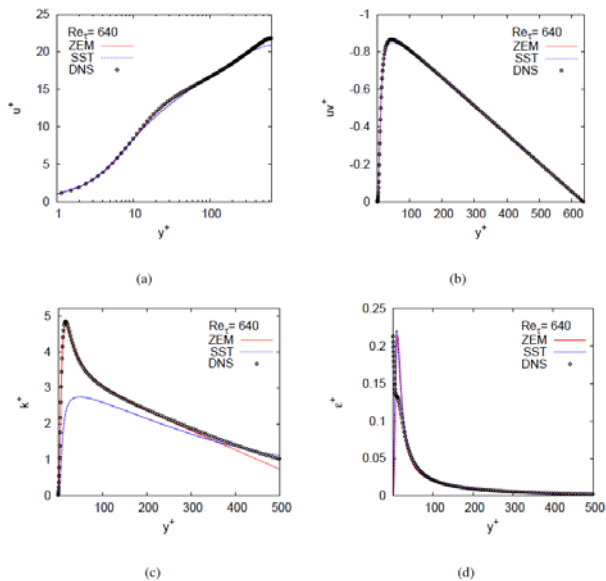 25
20
15
10
5
0
1
10
100
u+
y+
Reτ= 640
ZEM
SST
DNS
(a)
-1
-0.8
-0.6
-0.4
-0.2
0
0 100 200 300 400 500 600
uv+
y+
Reτ= 640
ZEM
SST
DNS
(b)
5
4
3
2
1
0
0 100 200 300 400 500
k+
y+
Reτ= 640
ZEM
SST
DNS
(c)
0.25
0.2
0.15
0.1
0.05
0
100 200 300 400 500
ε+
y+
Reτ= 640
ZEM
SST
DNS
(d)